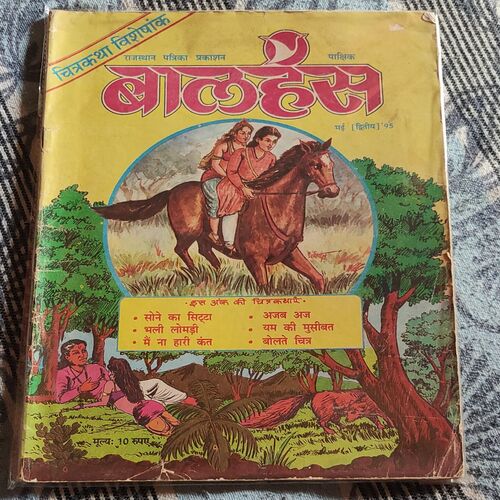 चित्रकथा विशेषांक
राजस्थान पत्रिका प्रकाशन
पाक्षिक
बालहंस
मई [द्वितीय] '95
इस अंक की चित्रकथाएँ
• सोने का सिट्टा
• भली लोमड़ी
• मैं ना हारी कंत
• अजब अज
• यम की मुसीबत
• बोलते चित्र
मूल्य: 10 रुपए